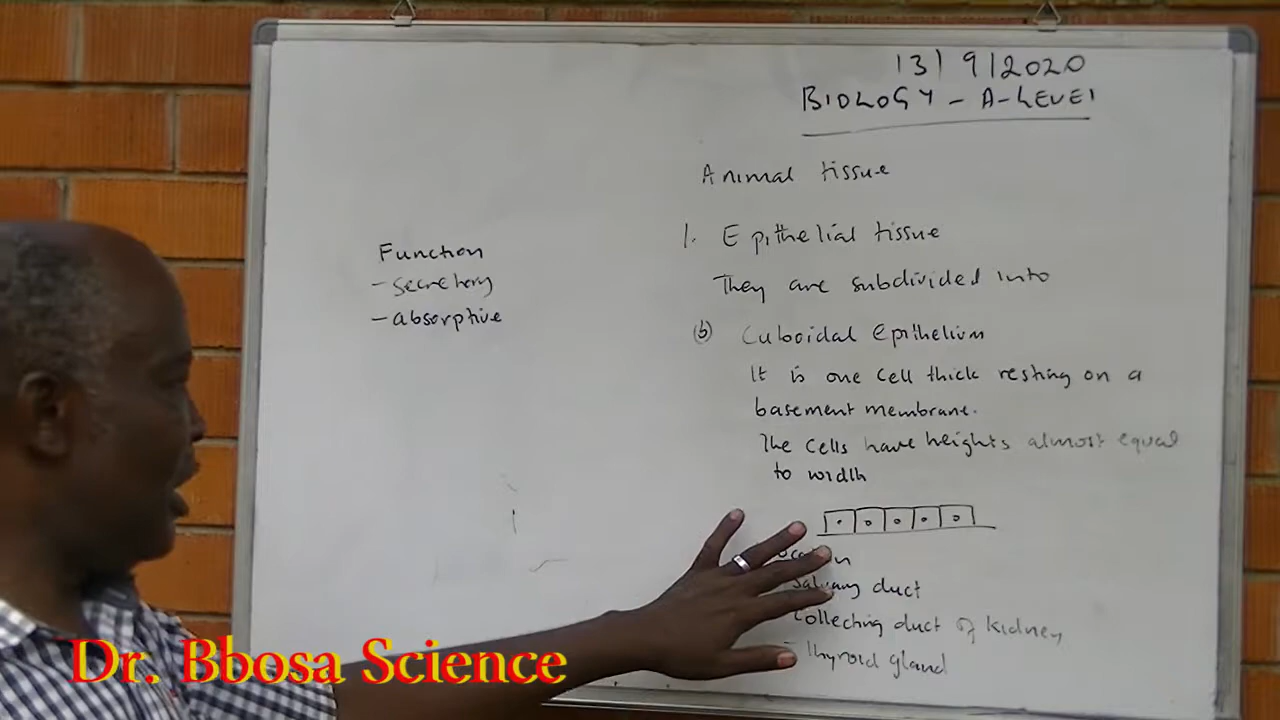 13/9/2020
BIOLOGY - A-LEVEL
Animal tissue
1. Epithelial tissue
They are subdivided into
(b) Cuboidal Epithelium
It is one cell thick resting on a
basement membrane.
The cells have heights almost equal
to width
Salivary duct
Collecting duct of kidney
- Thyroid gland
Function
- secretory
- absorptive
Dr. Bbosa Science